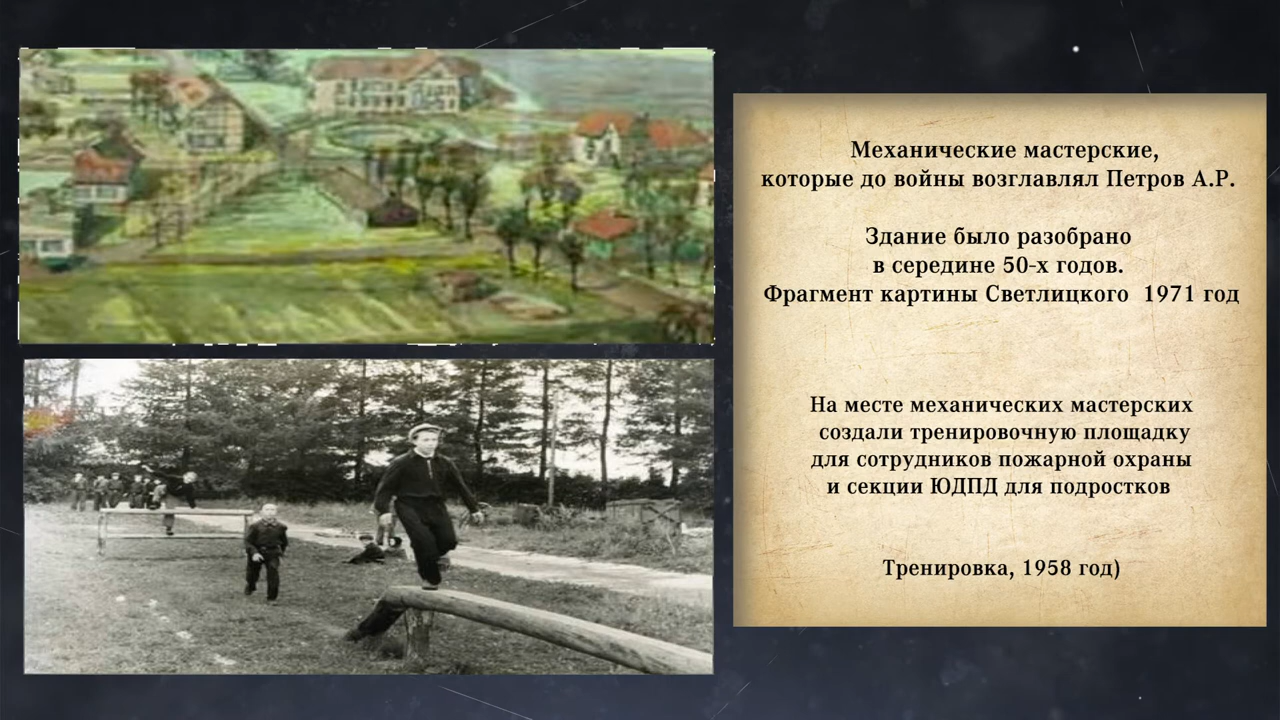 Механические мастерские,
которые до войны возглавлял Петров А.Р.
Здание было разобрано
в середине 50-х годов.
Фрагмент картины Светлицкого 1971 год
На месте механических мастерских
создали тренировочную площадку
для сотрудников пожарной охраны
и секции ЮДПД для подростков
Тренировка, 1958 год)